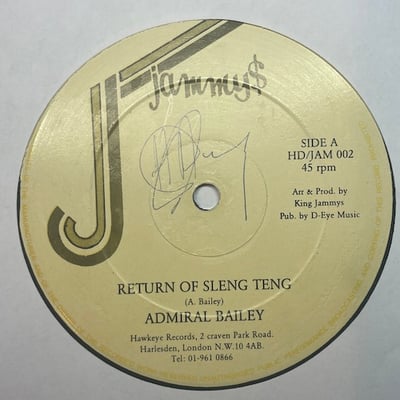 jammy$
SIDE A
HD/JAM 002
45 rpm
Arr & Prod. by
King Jammys
Pub. by D-Eye Music
RETURN OF SLENG TENG
(A. Bailey)
ADMIRAL BAILEY
Hawkeye Records, 2 craven Park Road.
Harlesden, London N.W.10 4AB.
Tel: 01-961 0866